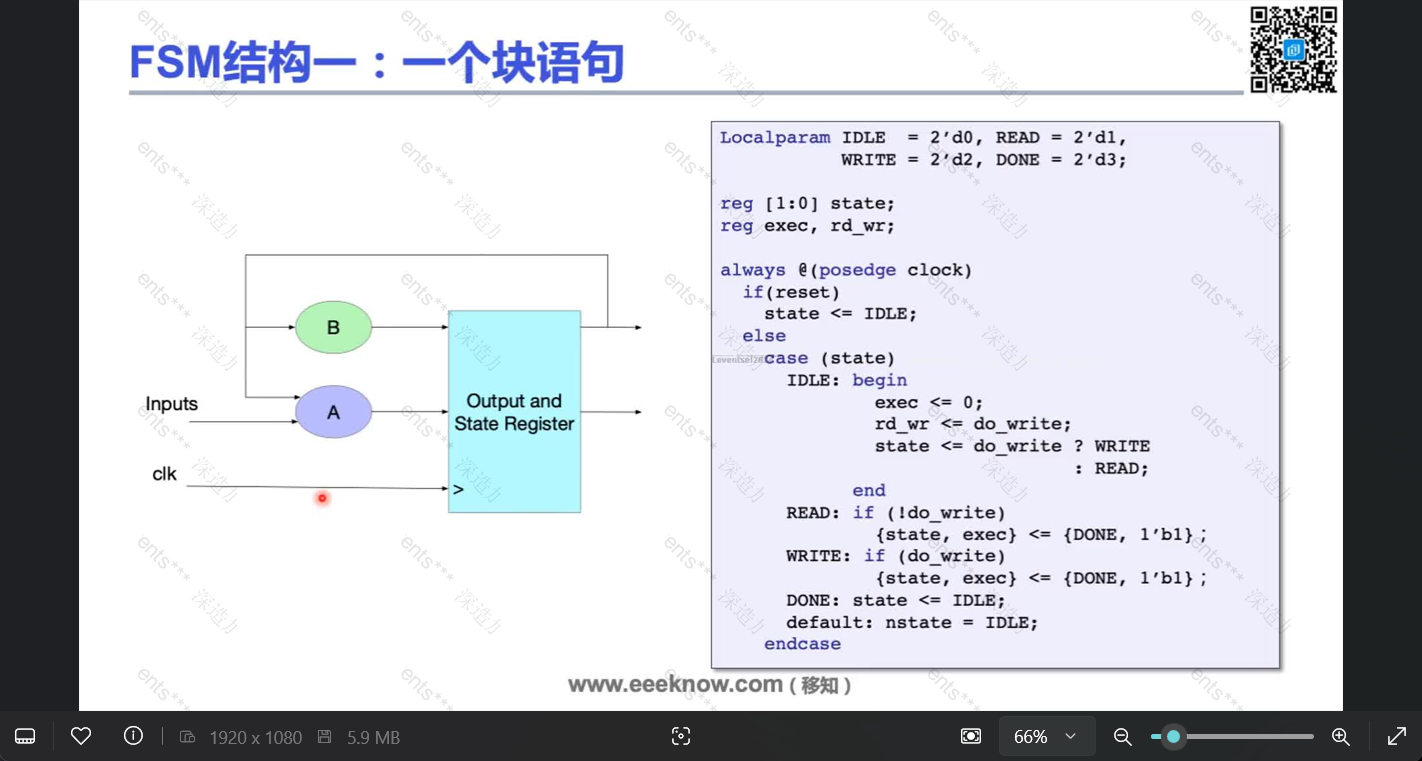 FSM结构一：一个块语句
Localparam IDLE  = 2’d0, READ = 2’d1,
WRITE = 2’d2, DONE = 2’d3;
reg [1:0] state;
reg exec, rd_wr;
always @(posedge clock)
if(reset)
state <= IDLE;
else
case (state)
IDLE: begin
exec <= 0;
rd_wr <= do_write;
state <= do_write ? WRITE
: READ;
end
READ: if (!do_write)
{state, exec} <= {DONE, 1’b1};
WRITE: if (do_write)
{state, exec} <= {DONE, 1’b1};
DONE: state <= IDLE;
default: nstate = IDLE;
endcase
B
A
Inputs
clk
Output and
State Register
>
www.eeeknow.com（移知）
ents***
深造力
1920 x 1080
5.9 MB
66%